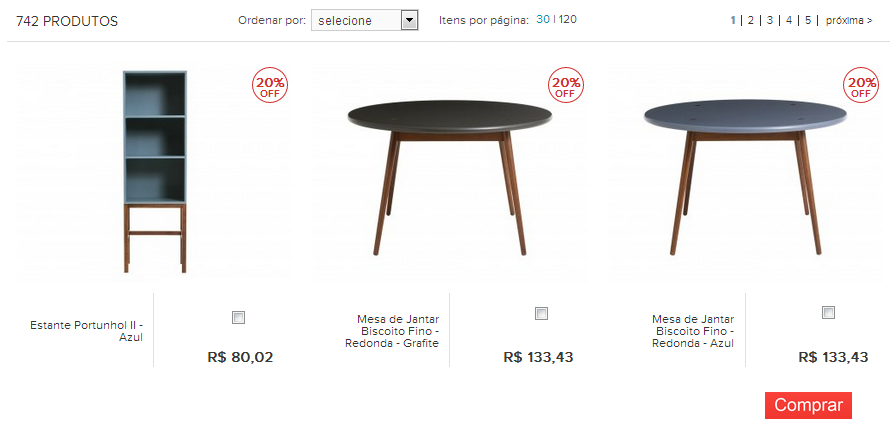 742 PRODUTOS
Ordenar por: selecione
Itens por página: 30 | 120
1 | 2 | 3 | 4 | 5 | próxima >
20%
OFF
20%
OFF
20%
OFF
Estante Portunhol II -
Azul
R$ 80,02
Mesa de Jantar
Biscoito Fino -
Redonda - Grafite
R$ 133,43
Mesa de Jantar
Biscoito Fino -
Redonda - Azul
R$ 133,43
Comprar